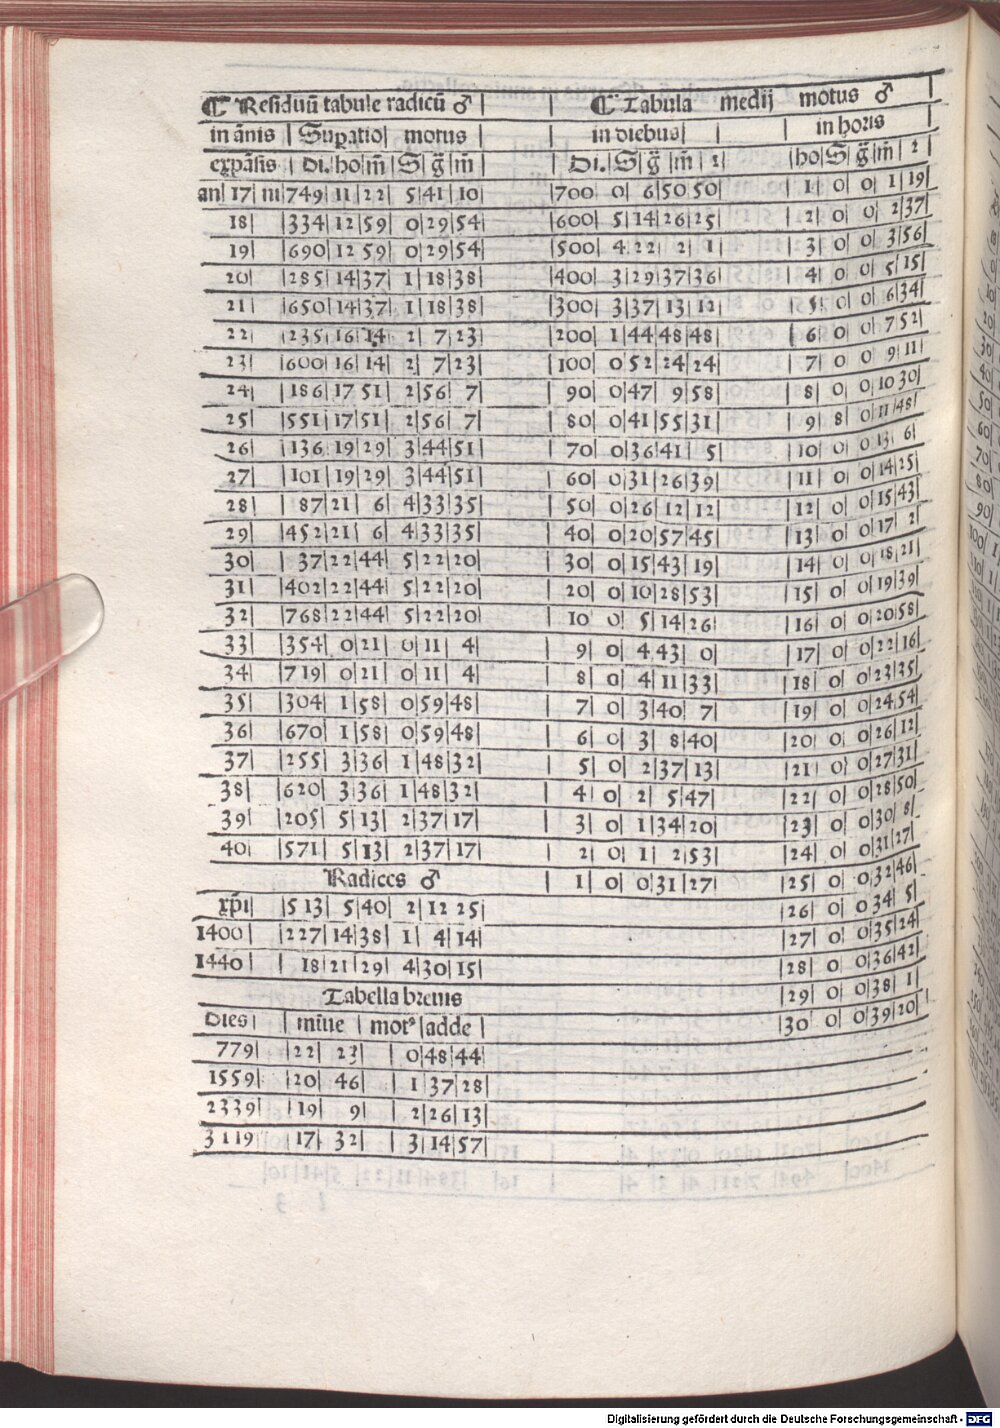 ¶ Residuū tabule radicū ♂ | ¶ Tabula medij motus ♂
in ānis | Supatio | motus | in diebus | in horis
expāsis | Di. | ho | m̄ | S | g̈ | m̄ | Di. | S | g̈ | m̄ | 2 | ho | S | g̈ | m̄ | 2
an | 17 | m | 749 | 11 | 22 | 5 | 41 | 10 | 700 | 0 | 6 | 50 | 50 | 1 | 0 | 0 | 1 | 19
18 | 334 | 12 | 59 | 0 | 29 | 54 | 600 | 5 | 14 | 26 | 25 | 2 | 0 | 0 | 2 | 37
19 | 690 | 12 | 59 | 0 | 29 | 54 | 500 | 4 | 22 | 2 | 1 | 3 | 0 | 0 | 3 | 56
20 | 285 | 14 | 37 | 1 | 18 | 38 | 400 | 3 | 29 | 37 | 36 | 4 | 0 | 0 | 5 | 15
21 | 650 | 14 | 37 | 1 | 18 | 38 | 300 | 3 | 37 | 13 | 12 | 5 | 0 | 0 | 6 | 34
22 | 235 | 16 | 14 | 2 | 7 | 23 | 200 | 1 | 44 | 48 | 48 | 6 | 0 | 0 | 7 | 52
23 | 600 | 16 | 14 | 2 | 7 | 23 | 100 | 0 | 52 | 24 | 24 | 7 | 0 | 0 | 9 | 11
24 | 186 | 17 | 51 | 2 | 56 | 7 | 90 | 0 | 47 | 9 | 58 | 8 | 0 | 0 | 10 | 30
25 | 551 | 17 | 51 | 2 | 56 | 7 | 80 | 0 | 41 | 55 | 31 | 9 | 8 | 0 | 11 | 48
26 | 136 | 19 | 29 | 3 | 44 | 51 | 70 | 0 | 36 | 41 | 5 | 10 | 0 | 0 | 13 | 6
27 | 101 | 19 | 29 | 3 | 44 | 51 | 60 | 0 | 31 | 26 | 39 | 11 | 0 | 0 | 14 | 25
28 | 87 | 21 | 6 | 4 | 33 | 35 | 50 | 0 | 26 | 12 | 12 | 12 | 0 | 0 | 15 | 43
29 | 452 | 21 | 6 | 4 | 33 | 35 | 40 | 0 | 20 | 57 | 45 | 13 | 0 | 0 | 17 | 2
30 | 37 | 22 | 44 | 5 | 22 | 20 | 30 | 0 | 15 | 43 | 19 | 14 | 0 | 0 | 18 | 21
31 | 402 | 22 | 44 | 5 | 22 | 20 | 20 | 0 | 10 | 28 | 53 | 15 | 0 | 0 | 19 | 39
32 | 768 | 22 | 44 | 5 | 22 | 20 | 10 | 0 | 5 | 14 | 26 | 16 | 0 | 0 | 20 | 58
33 | 354 | 0 | 21 | 0 | 11 | 4 | 9 | 0 | 4 | 43 | 0 | 17 | 0 | 0 | 22 | 16
34 | 719 | 0 | 21 | 0 | 11 | 4 | 8 | 0 | 4 | 11 | 33 | 18 | 0 | 0 | 23 | 35
35 | 304 | 1 | 58 | 0 | 59 | 48 | 7 | 0 | 3 | 40 | 7 | 19 | 0 | 0 | 24 | 54
36 | 670 | 1 | 58 | 0 | 59 | 48 | 6 | 0 | 3 | 8 | 40 | 20 | 0 | 0 | 26 | 12
37 | 255 | 3 | 36 | 1 | 48 | 32 | 5 | 0 | 2 | 37 | 13 | 21 | 0 | 0 | 27 | 31
38 | 620 | 3 | 36 | 1 | 48 | 32 | 4 | 0 | 2 | 5 | 47 | 22 | 0 | 0 | 28 | 50
39 | 205 | 5 | 13 | 2 | 37 | 17 | 3 | 0 | 1 | 34 | 20 | 23 | 0 | 0 | 30 | 8
40 | 571 | 5 | 13 | 2 | 37 | 17 | 2 | 0 | 1 | 2 | 53 | 24 | 0 | 0 | 31 | 27
Radices ♂ | 1 | 0 | 0 | 31 | 27 | 25 | 0 | 0 | 32 | 46
xp̄i | 513 | 5 | 40 | 2 | 12 | 25 | 26 | 0 | 0 | 34 | 5
1400 | 227 | 14 | 38 | 1 | 4 | 14 | 27 | 0 | 0 | 35 | 24
1440 | 18 | 21 | 29 | 4 | 30 | 15 | 28 | 0 | 0 | 36 | 42
Tabella breuis | 29 | 0 | 0 | 38 | 1
Dies | mīue | motꝰ | adde | 30 | 0 | 0 | 39 | 20
779 | 22 | 23 | 0 | 48 | 44
1559 | 20 | 46 | 1 | 37 | 28
2339 | 19 | 9 | 2 | 26 | 13
3119 | 17 | 32 | 3 | 14 | 57
Digitalisierung gefördert durch die Deutsche Forschungsgemeinschaft - DFG